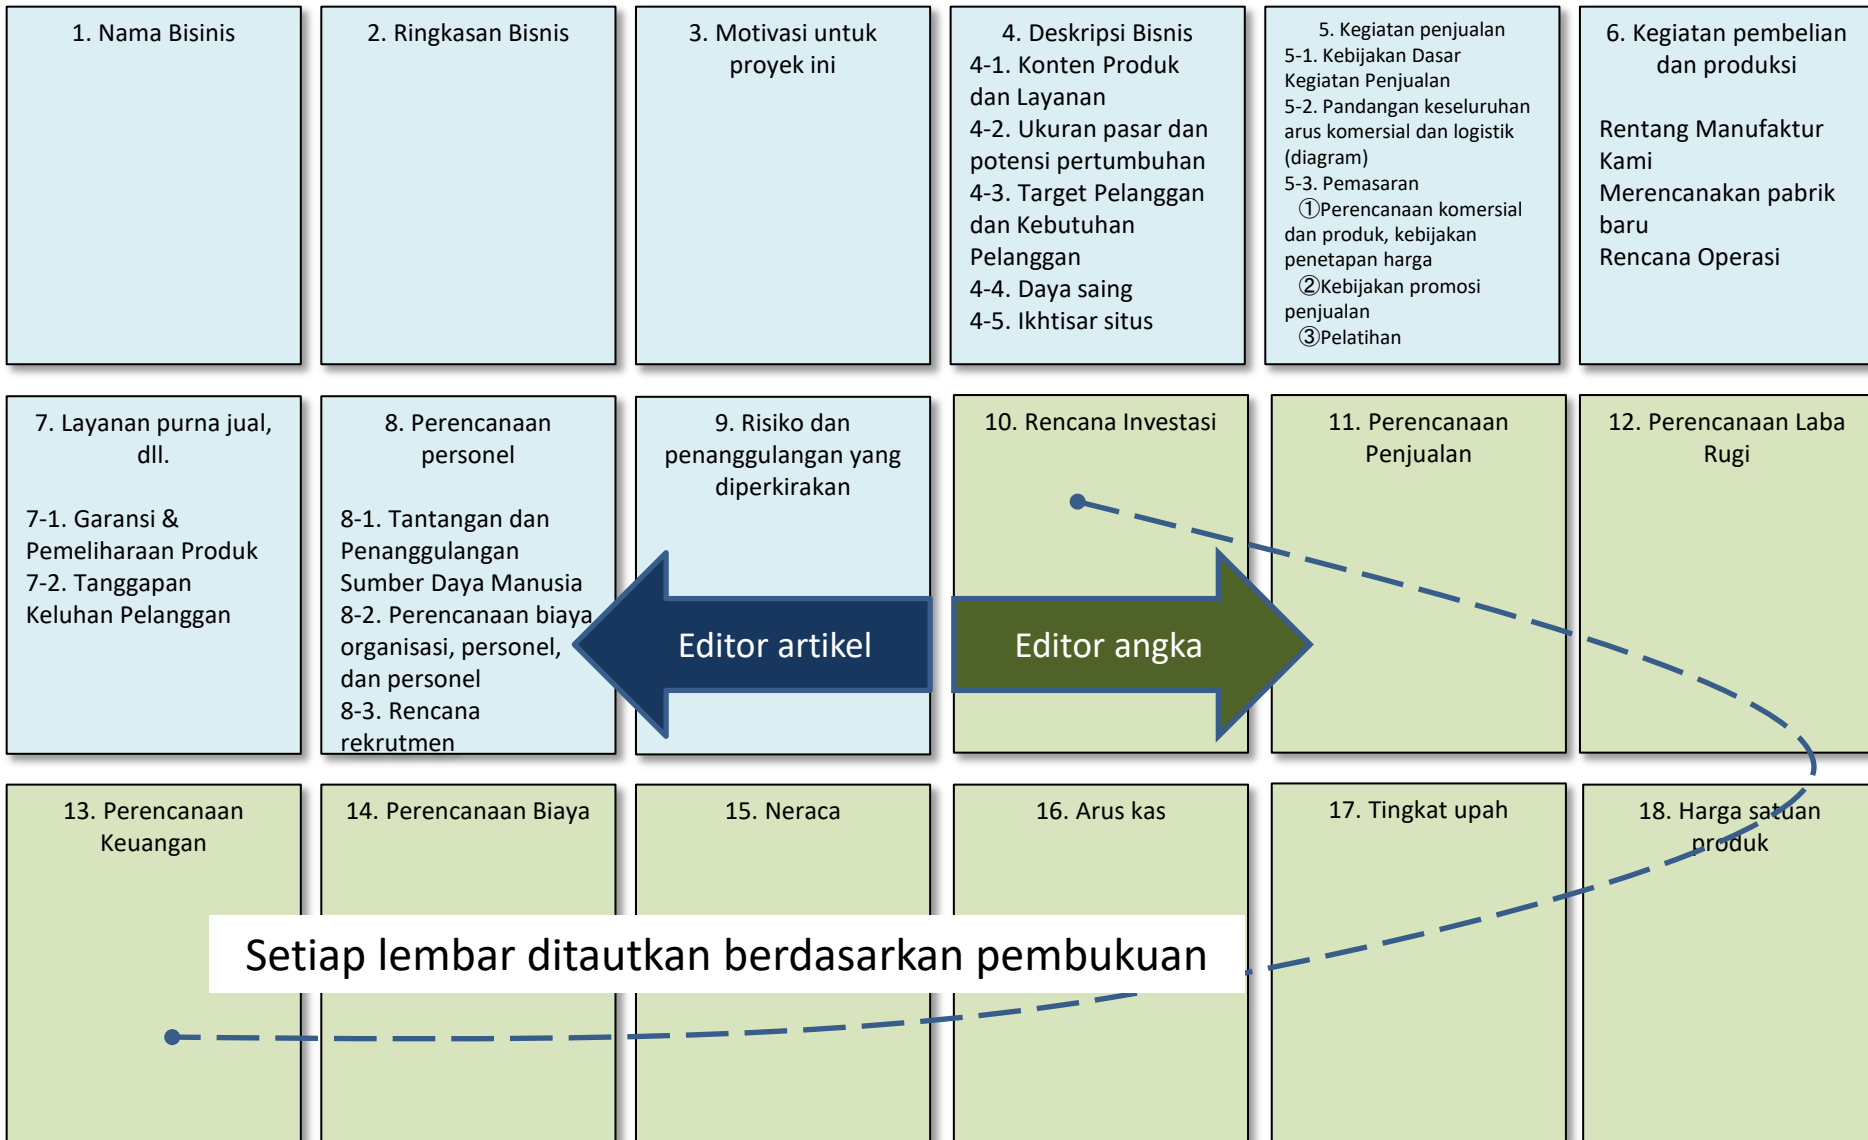 1. Nama Bisinis
2. Ringkasan Bisnis
3. Motivasi untuk
proyek ini
4. Deskripsi Bisnis
4-1. Konten Produk
dan Layanan
4-2. Ukuran pasar dan
potensi pertumbuhan
4-3. Target Pelanggan
dan Kebutuhan
Pelanggan
4-4. Daya saing
4-5. Ikhtisar situs
5. Kegiatan penjualan
5-1. Kebijakan Dasar
Kegiatan Penjualan
5-2. Pandangan keseluruhan
arus komersial dan logistik
(diagram)
5-3. Pemasaran
①Perencanaan komersial
dan produk, kebijakan
penetapan harga
②Kebijakan promosi
penjualan
③Pelatihan
6. Kegiatan pembelian
dan produksi
Rentang Manufaktur
Kami
Merencanakan pabrik
baru
Rencana Operasi
7. Layanan purna jual,
dll.
7-1. Garansi &
Pemeliharaan Produk
7-2. Tanggapan
Keluhan Pelanggan
8. Perencanaan
personel
8-1. Tantangan dan
Penanggulangan
Sumber Daya Manusia
8-2. Perencanaan biaya
organisasi, personel,
dan personel
8-3. Rencana
rekrutmen
9. Risiko dan
penanggulangan yang
diperkirakan
10. Rencana Investasi
11. Perencanaan
Penjualan
12. Perencanaan Laba
Rugi
Editor artikel
Editor angka
13. Perencanaan
Keuangan
14. Perencanaan Biaya
15. Neraca
16. Arus kas
17. Tingkat upah
18. Harga satuan
produk
Setiap lembar ditautkan berdasarkan pembukuan